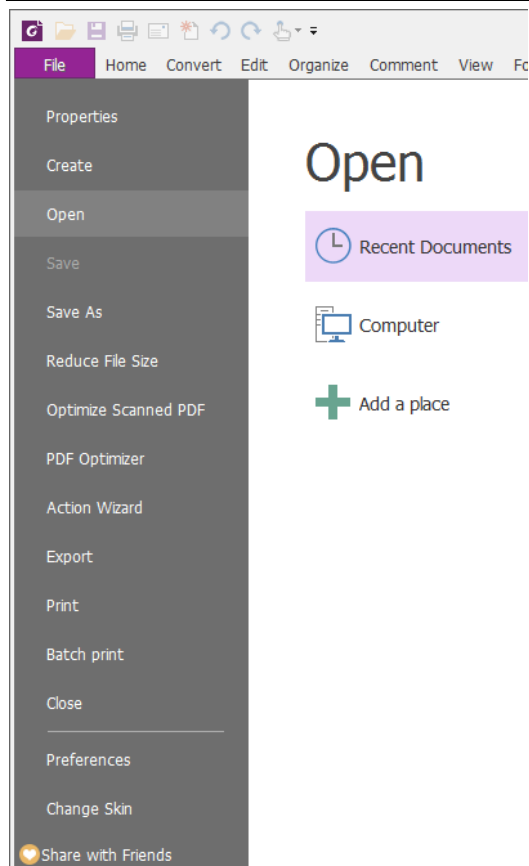 File Home Convert Edit Organize Comment View Fo
Properties
Create
Open
Save
Save As
Reduce File Size
Optimize Scanned PDF
PDF Optimizer
Action Wizard
Export
Print
Batch print
Close
Preferences
Change Skin
Share with Friends
Open
Recent Documents
Computer
Add a place